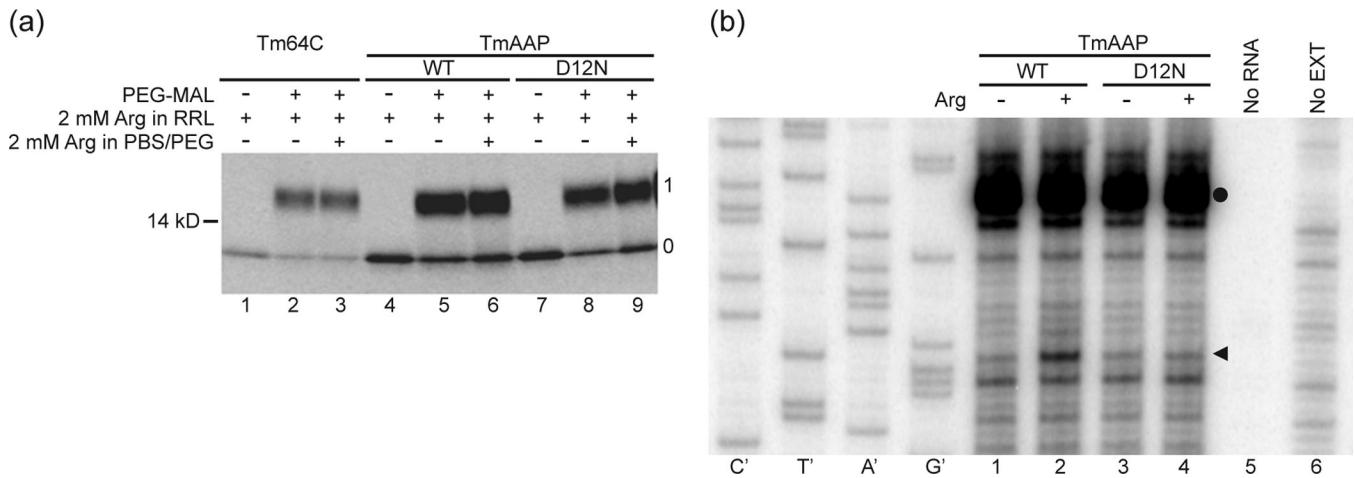 (a)
Tm64C TmAAP
WT D12N
PEG-MAL - + + - + + - + +
2 mM Arg in RRL + + + + + + + + +
2 mM Arg in PBS/PEG - - + - - + - - +
1
14 kD
0
1 2 3 4 5 6 7 8 9
(b)
TmAAP
WT D12N
No RNA
No EXT
Arg - + - +
C' T' A' G' 1 2 3 4 5 6